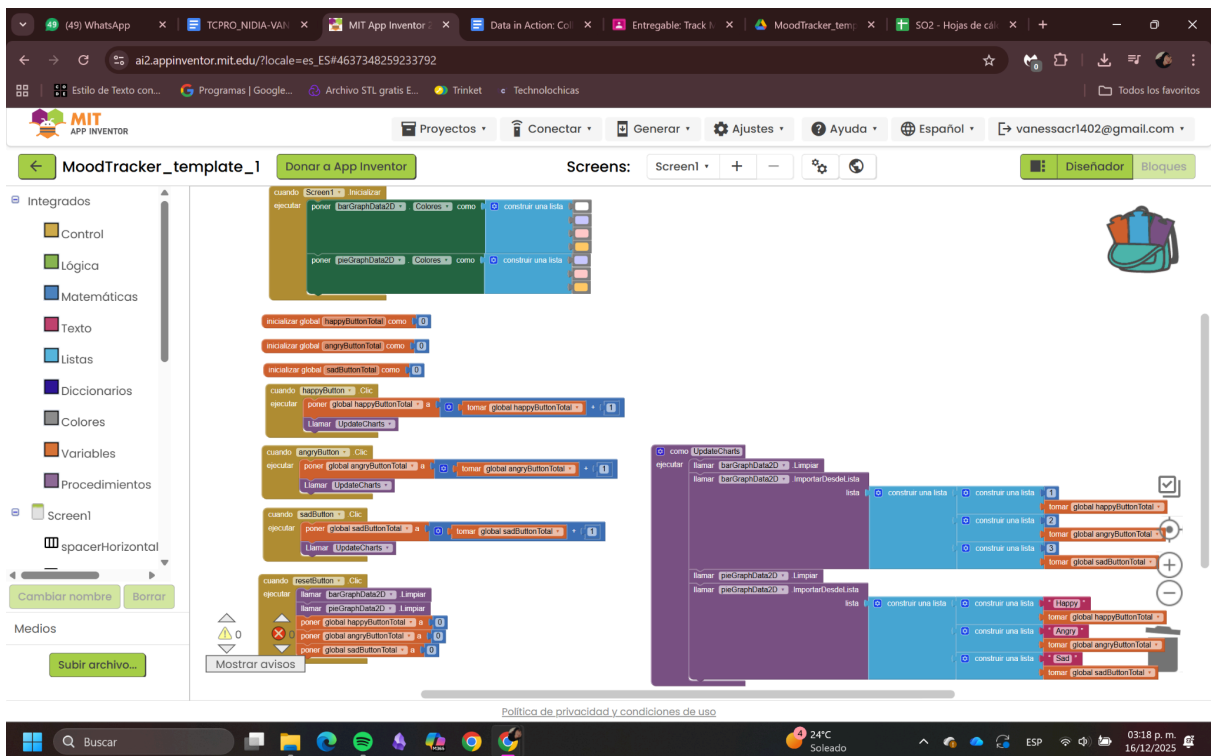 49 (49) WhatsApp
TCPRO_NIDIA-VAN
MIT App Inventor 2
Data in Action: Col
Entregable: Track M
MoodTracker_temp
SO2 - Hojas de cál
ai2.appinventor.mit.edu/?locale=es_ES#4637348259233792
Estilo de Texto con...
Programas | Google...
Archivo STL gratis E...
Trinket
Technolochicas
Todos los favoritos
MIT
APP INVENTOR
Proyectos
Conectar
Generar
Ajustes
Ayuda
Español
vanessacr1402@gmail.com
MoodTracker_template_1
Donar a App Inventor
Screens:
Screen1
Diseñador
Bloques
Integrados
Control
Lógica
Matemáticas
Texto
Listas
Diccionarios
Colores
Variables
Procedimientos
Screen1
spacerHorizontal
Cambiar nombre
Borrar
Medios
Subir archivo...
cuando Screen1 Inicializar
ejecutar poner barGraphData2D . Colores como construir una lista
poner pieGraphData2D . Colores como construir una lista
inicializar global happyButtonTotal como 0
inicializar global angryButtonTotal como 0
inicializar global sadButtonTotal como 0
cuando happyButton Clic
ejecutar poner global happyButtonTotal a tomar global happyButtonTotal + 1
Llamar UpdateCharts
cuando angryButton Clic
ejecutar poner global angryButtonTotal a tomar global angryButtonTotal + 1
Llamar UpdateCharts
cuando sadButton Clic
ejecutar poner global sadButtonTotal a tomar global sadButtonTotal + 1
Llamar UpdateCharts
cuando resetButton Clic
ejecutar llamar barGraphData2D .Limpiar
llamar pieGraphData2D .Limpiar
poner global happyButtonTotal a 0
poner global angryButtonTotal a 0
poner global sadButtonTotal a 0
0
0
Mostrar avisos
como UpdateCharts
ejecutar llamar barGraphData2D .Limpiar
llamar barGraphData2D .ImportarDesdeLista
lista construir una lista construir una lista 1
tomar global happyButtonTotal
construir una lista 2
tomar global angryButtonTotal
construir una lista 3
tomar global sadButtonTotal
llamar pieGraphData2D .Limpiar
llamar pieGraphData2D .ImportarDesdeLista
lista construir una lista construir una lista " Happy "
tomar global happyButtonTotal
construir una lista " Angry "
tomar global angryButtonTotal
construir una lista " Sad "
tomar global sadButtonTotal
Política de privacidad y condiciones de uso
Buscar
4
24°C
Soleado
ESP
03:18 p. m.
16/12/2025